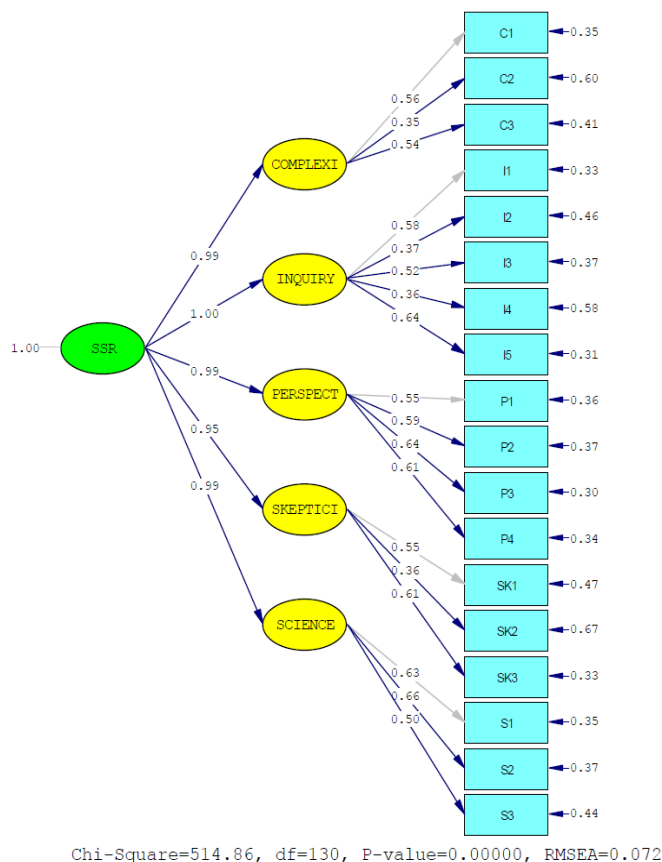 C1
0.35
C2
0.60
0.56
0.35
C3
0.41
0.54
COMPLEXI
I1
0.33
I2
0.46
0.58
0.37
0.99
I3
0.37
0.52
INQUIRY
0.36
I4
0.58
1.00
0.64
1.00
SSR
I5
0.31
0.99
PERSPECT
P1
0.36
0.55
0.59
0.95
0.64
P2
0.37
0.61
0.99
P3
0.30
SKEPTICI
P4
0.34
0.55
0.36
SK1
0.47
0.61
SCIENCE
SK2
0.67
0.63
SK3
0.33
0.66
0.50
S1
0.35
S2
0.37
S3
0.44
Chi-Square=514.86, df=130, P-value=0.00000, RMSEA=0.072